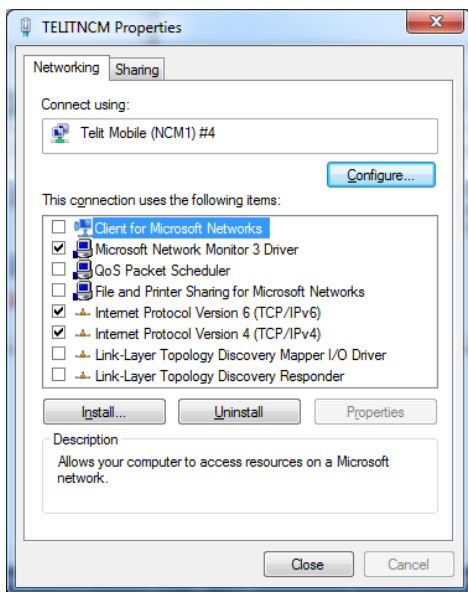 TELITNCM Properties
Networking Sharing
Connect using:
Telit Mobile (NCM1) #4
Configure...
This connection uses the following items:
Client for Microsoft Networks
Microsoft Network Monitor 3 Driver
QoS Packet Scheduler
File and Printer Sharing for Microsoft Networks
Internet Protocol Version 6 (TCP/IPv6)
Internet Protocol Version 4 (TCP/IPv4)
Link-Layer Topology Discovery Mapper I/O Driver
Link-Layer Topology Discovery Responder
Install... Uninstall Properties
Description
Allows your computer to access resources on a Microsoft
network.
Close Cancel